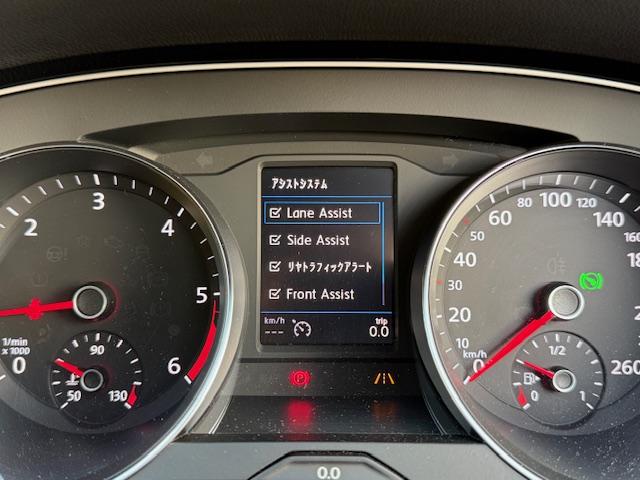 アシストシステム
Lane Assist
Side Assist
リヤトラフィックアラート
Front Assist
km/h
---
trip
0.0
0
2
3
4
5
6
1/min
x 1000
50
90
130
0
10
20
30
40
60
100
120
140
160
260
km/h
1/2
0
1
P
0.0